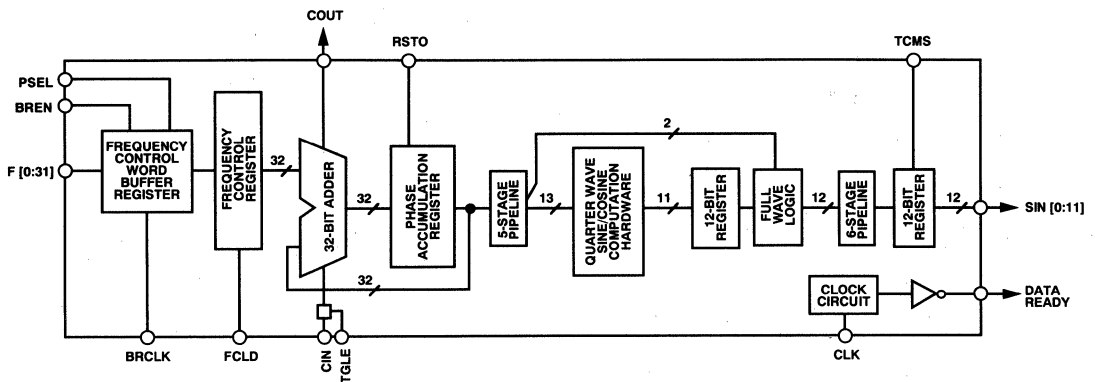 COUT
RSTO
TCMS
PSEL
BREN
F [0:31]
FREQUENCY
CONTROL
WORD
BUFFER
REGISTER
FREQUENCY
CONTROL
REGISTER
32
32-BIT ADDER
32
PHASE
ACCUMULATION
REGISTER
32
5-STAGE
PIPELINE
2
13
QUARTER WAVE
SINE/COSINE
COMPUTATION
HARDWARE
11
12-BIT
REGISTER
FULL
WAVE
LOGIC
12
6-STAGE
PIPELINE
12-BIT
REGISTER
12
SIN [0:11]
CLOCK
CIRCUIT
DATA
READY
BRCLK
FCLD
CIN
TGLE
CLK